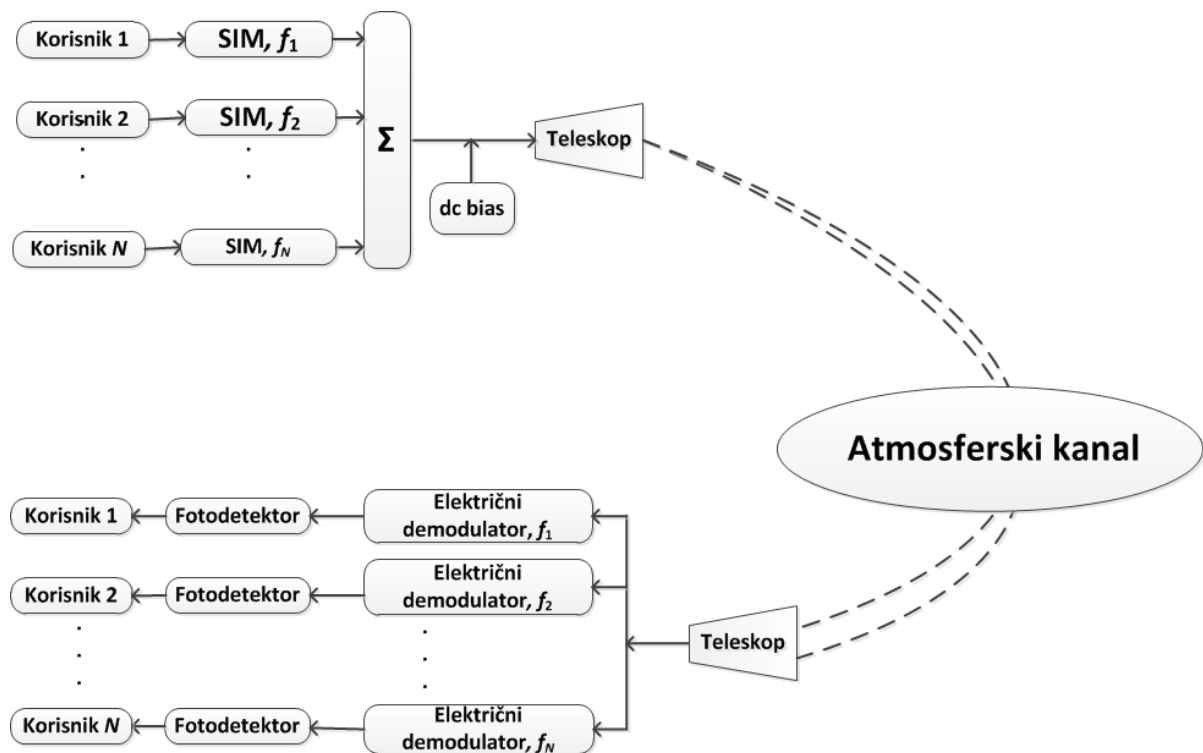 Korisnik 1
SIM, f1
Korisnik 2
SIM, f2
Σ
Teleskop
dc bias
Korisnik N
SIM, fN
Atmosferski kanal
Korisnik 1
Fotodetektor
Električni
demodulator, f1
Korisnik 2
Fotodetektor
Električni
demodulator, f2
Teleskop
Korisnik N
Fotodetektor
Električni
demodulator, fN